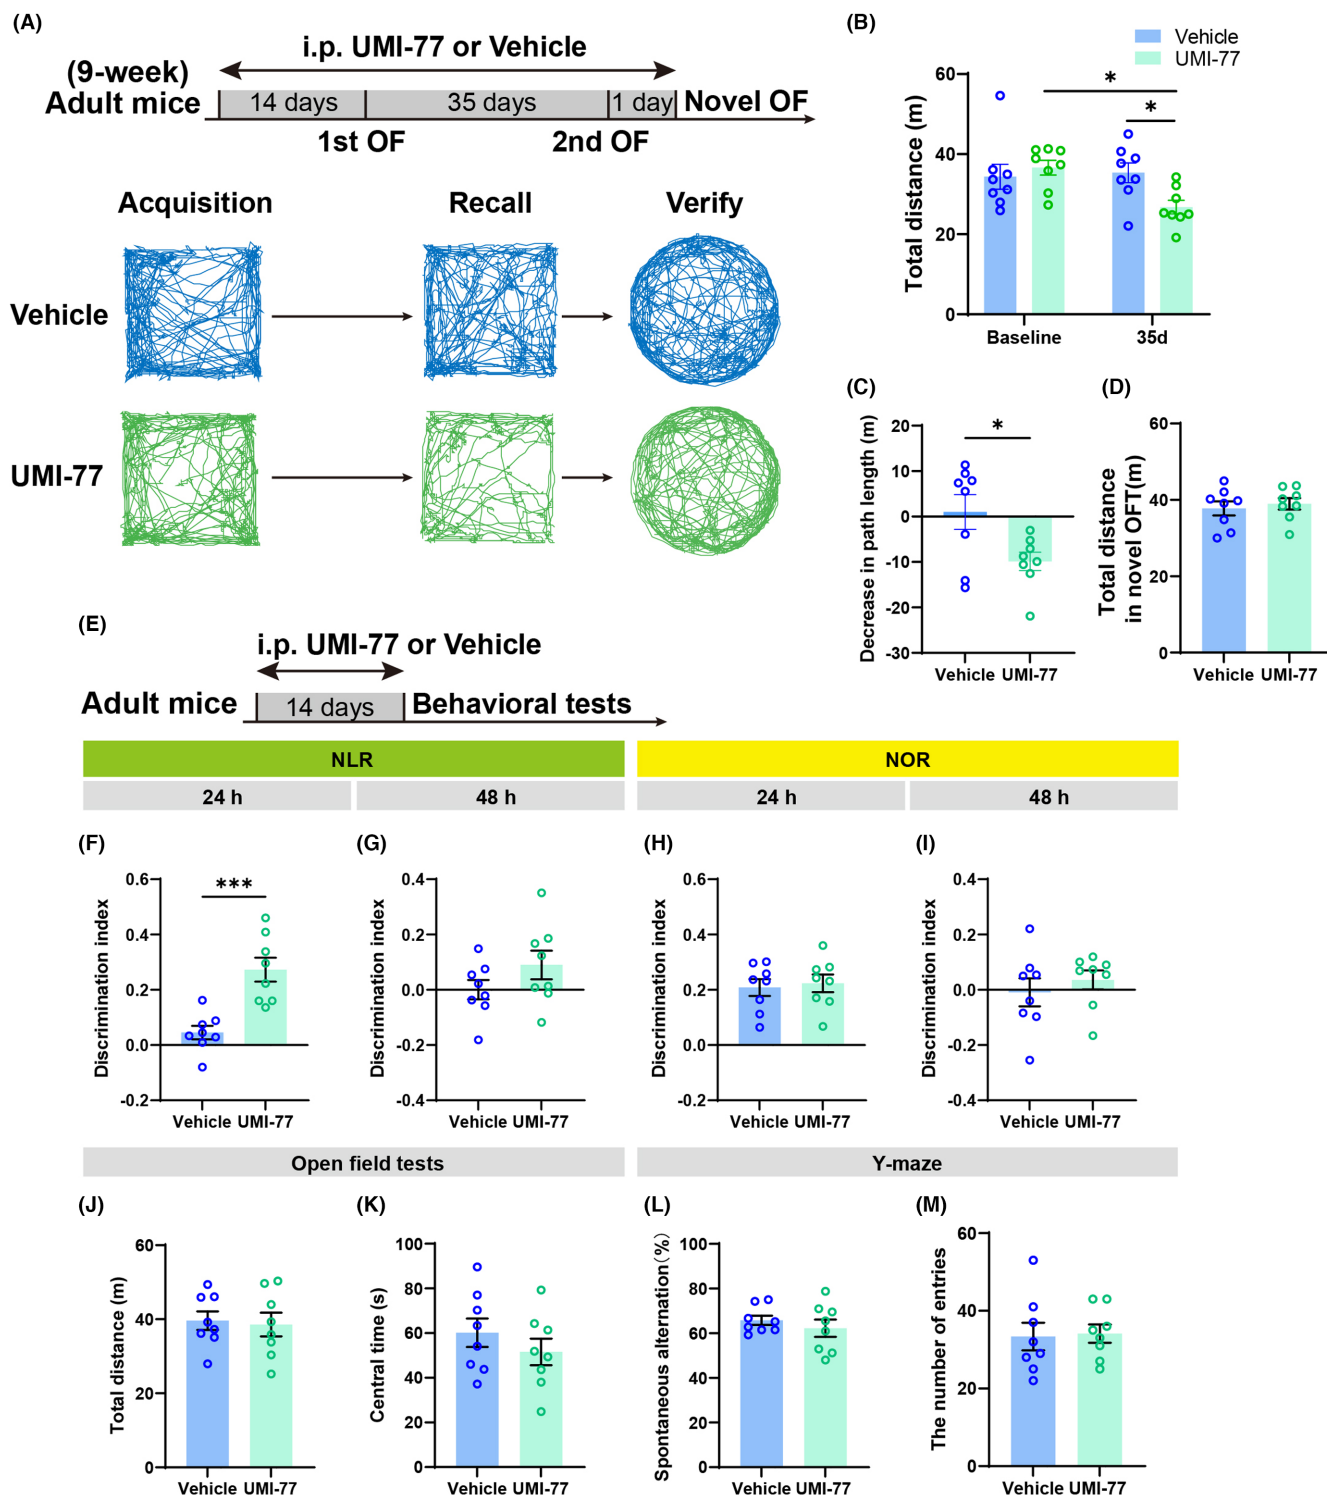 (A)
i.p. UMI-77 or Vehicle
(9-week)
Adult mice
14 days
35 days
1 day
Novel OF
1st OF
2nd OF
Acquisition
Recall
Verify
Vehicle
UMI-77
(B)
Vehicle
UMI-77
Total distance (m)
60
40
20
0
*
*
Baseline
35d
(C)
Decrease in path length (m)
20
10
0
-10
-20
-30
*
Vehicle UMI-77
(D)
Total distance
in novel OFT(m)
60
40
20
0
Vehicle UMI-77
(E)
i.p. UMI-77 or Vehicle
Adult mice
14 days
Behavioral tests
NLR
NOR
24 h
48 h
24 h
48 h
(F)
Discrimination index
0.6
0.4
0.2
0.0
-0.2
***
Vehicle UMI-77
(G)
Discrimination index
0.4
0.2
0.0
-0.2
-0.4
Vehicle UMI-77
(H)
Discrimination index
0.6
0.4
0.2
0.0
-0.2
Vehicle UMI-77
(I)
Discrimination index
0.4
0.2
0.0
-0.2
-0.4
Vehicle UMI-77
Open field tests
Y-maze
(J)
Total distance (m)
60
40
20
0
Vehicle UMI-77
(K)
Central time (s)
100
80
60
40
20
0
Vehicle UMI-77
(L)
Spontaneous alternation(%)
100
80
60
40
20
0
Vehicle UMI-77
(M)
The number of entries
60
40
20
0
Vehicle UMI-77